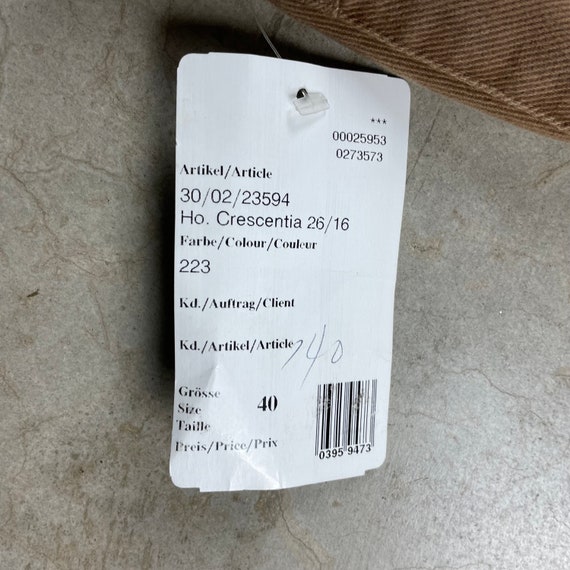 ***
00025953
0273573
Artikel/Article
30/02/23594
Ho. Crescentia 26/16
Farbe/Colour/Couleur
223
Kd./Auftrag/Client
Kd./Artikel/Article
Grösse
Size 40
Taille
Preis/Price/Prix
0395 9473